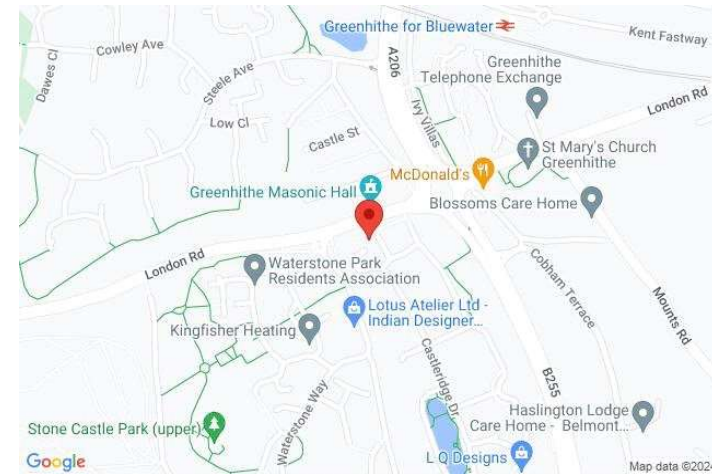 Greenhithe for Bluewater
Kent Fastway
Cowley Ave
Dawes Cl
Steele Ave
A206
Greenhithe
Telephone Exchange
Ivy Villas
London Rd
Low Cl
Castle St
St Mary's Church
Greenhithe
McDonald's
Greenhithe Masonic Hall
Blossoms Care Home
London Rd
Waterstone Park
Residents Association
Cobham Terrace
Mounts Rd
Lotus Atelier Ltd -
Indian Designer...
Kingfisher Heating
Castleridge Dr
B255
Waterstone Way
Haslington Lodge
Care Home - Belmont...
Stone Castle Park (upper)
L Q Designs
Google
Map data ©2024